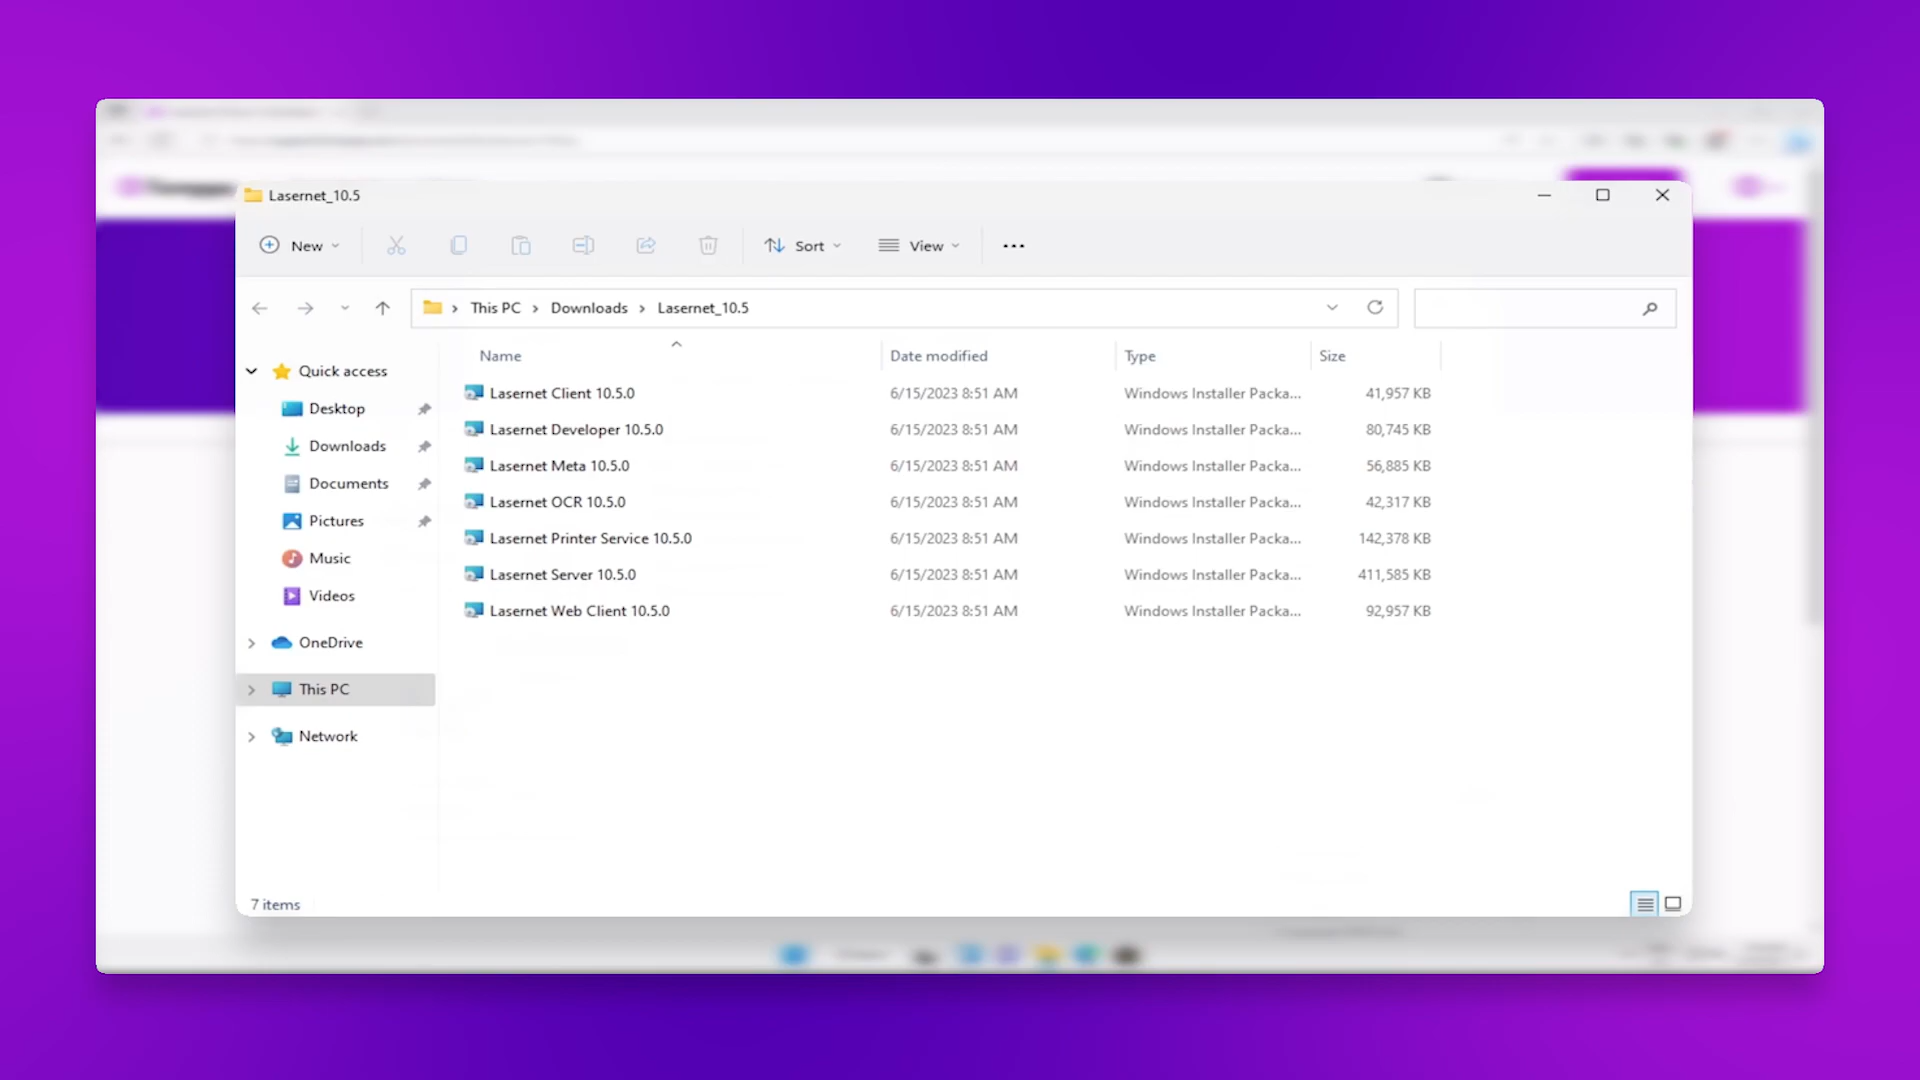 Lasernet_10.5
New Sort View
This PC Downloads Lasernet_10.5
Name Date modified Type Size
Quick access
Desktop
Downloads
Documents
Pictures
Music
Videos
OneDrive
This PC
Network
Lasernet Client 10.5.0 6/15/2023 8:51 AM Windows Installer Packa... 41,957 KB
Lasernet Developer 10.5.0 6/15/2023 8:51 AM Windows Installer Packa... 80,745 KB
Lasernet Meta 10.5.0 6/15/2023 8:51 AM Windows Installer Packa... 56,885 KB
Lasernet OCR 10.5.0 6/15/2023 8:51 AM Windows Installer Packa... 42,317 KB
Lasernet Printer Service 10.5.0 6/15/2023 8:51 AM Windows Installer Packa... 142,378 KB
Lasernet Server 10.5.0 6/15/2023 8:51 AM Windows Installer Packa... 411,585 KB
Lasernet Web Client 10.5.0 6/15/2023 8:51 AM Windows Installer Packa... 92,957 KB
7 items